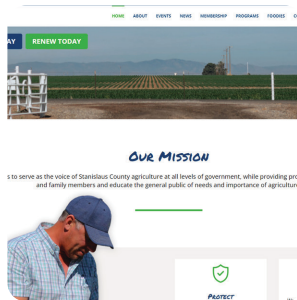 HOME ABOUT EVENTS NEWS MEMBERSHIP PROGRAMS FOODIES
AY RENEW TODAY
OUR MISSION
s to serve as the voice of Stanislaus County agriculture at all levels of government, while providing pro
and family members and educate the general public of needs and importance of agriculture
PROTECT